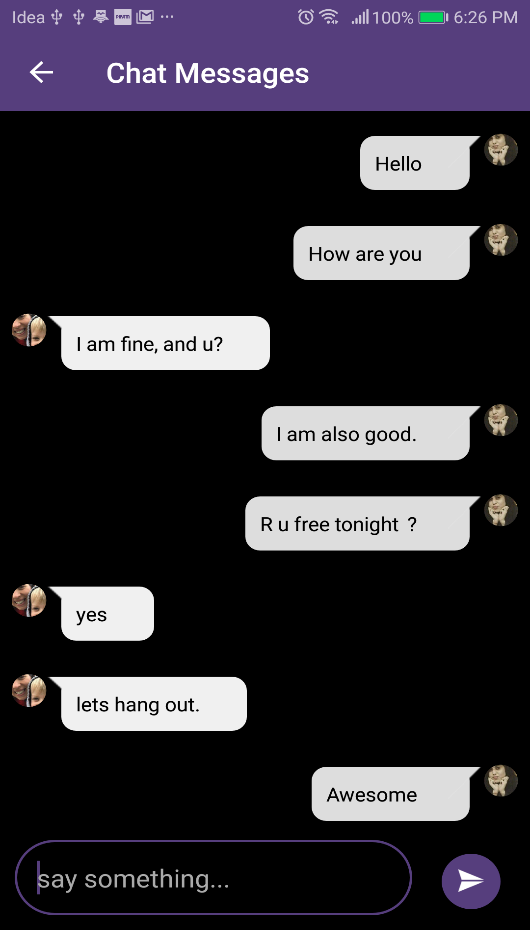 Idea ... 100% 6:26 PM
Chat Messages
Hello
How are you
I am fine, and u?
I am also good.
R u free tonight ?
yes
lets hang out.
Awesome
say something...